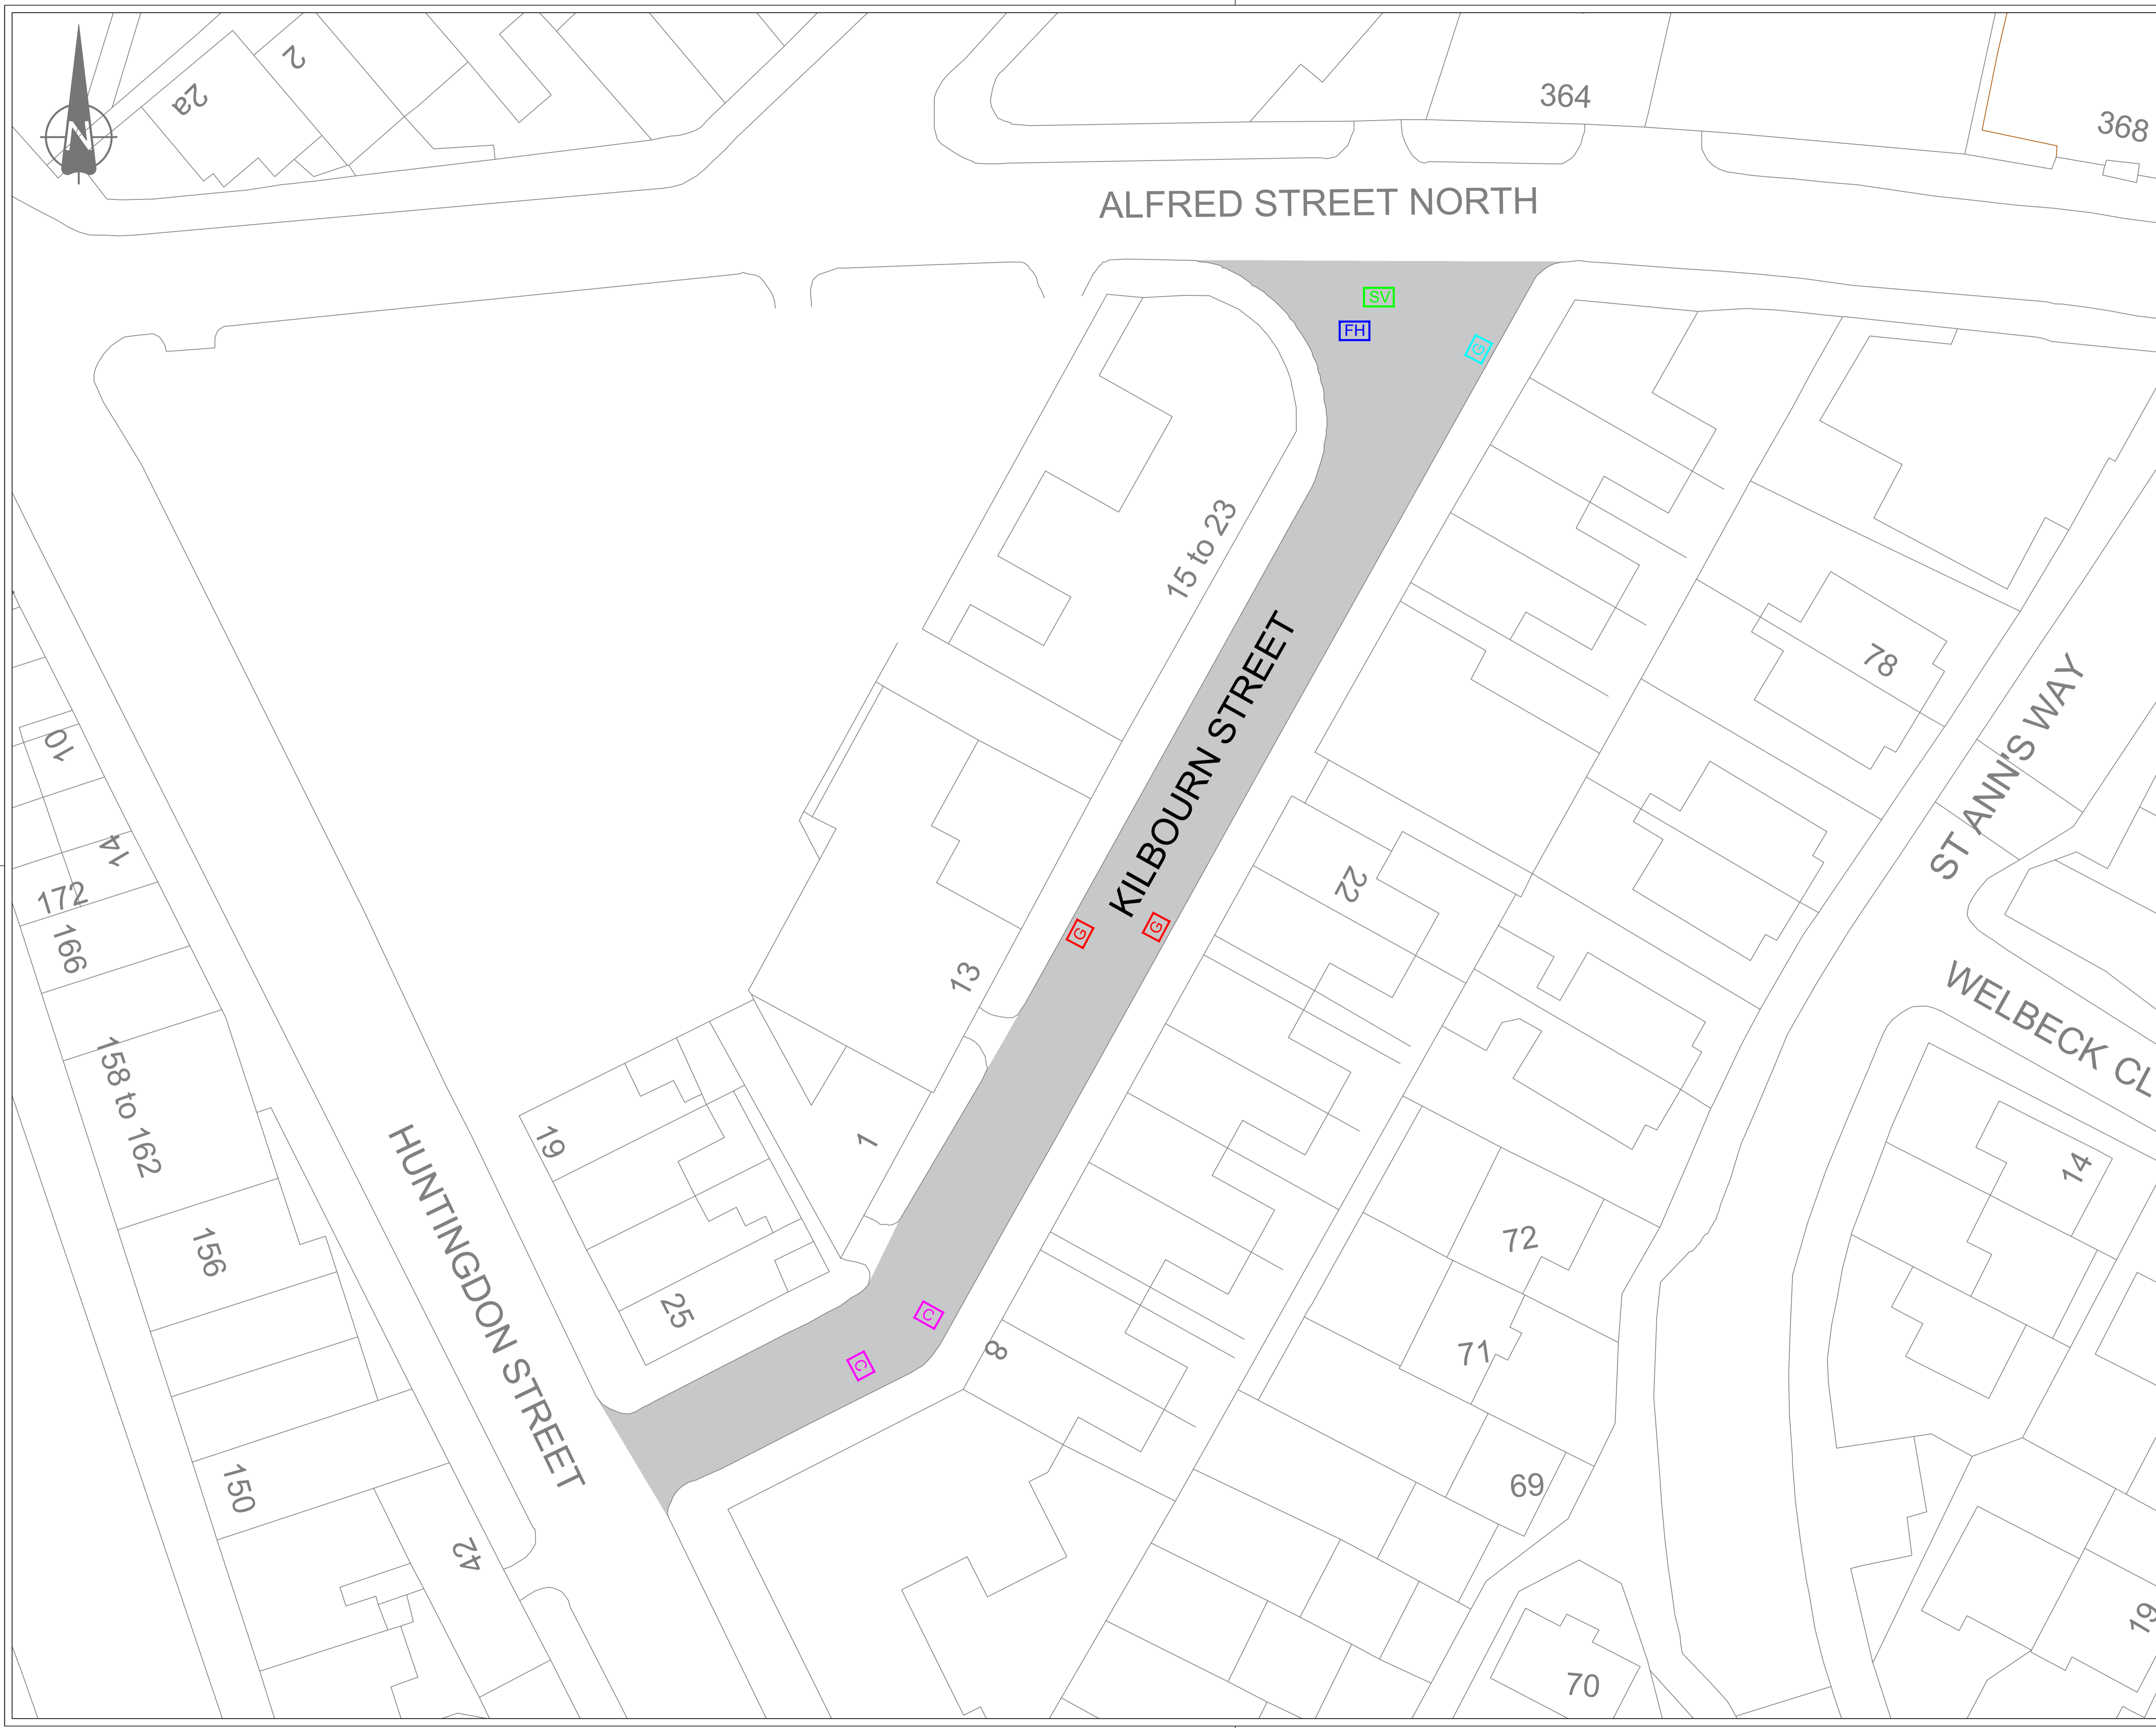 N
2
2a
364
368
ALFRED STREET NORTH
SV
FH
G
15 to 23
KILBOURN STREET
78
ST ANN'S WAY
10
14
172
166
22
G
G
13
WELBECK CL
158 to 162
19
1
14
HUNTINGDON STREET
156
72
25
C
C
8
71
150
69
42
19
70